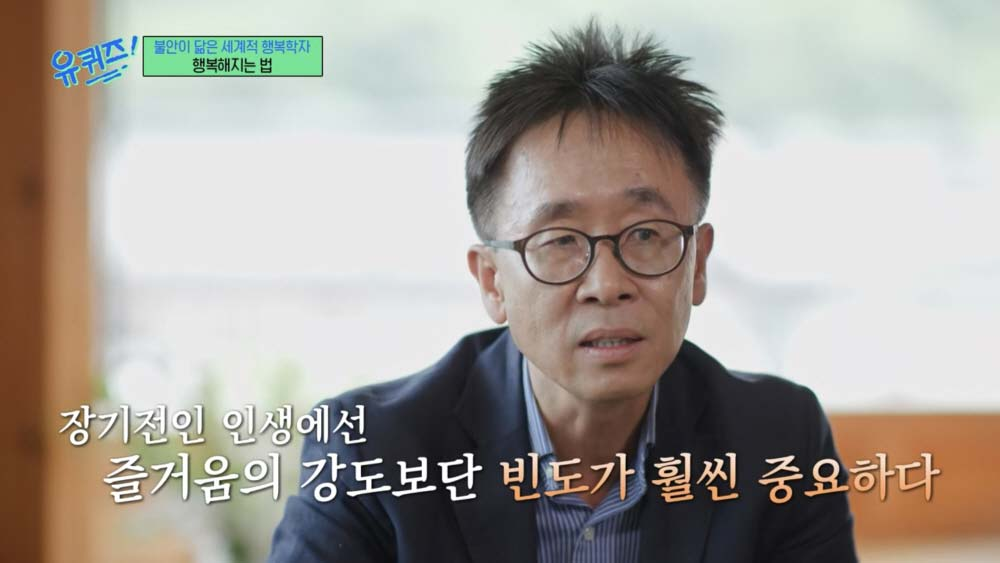 유퀴즈!
불안이 닮은 세계적 행복학자
행복해지는 법
장기전인 인생에선
즐거움의 강도보단 빈도가 훨씬 중요하다